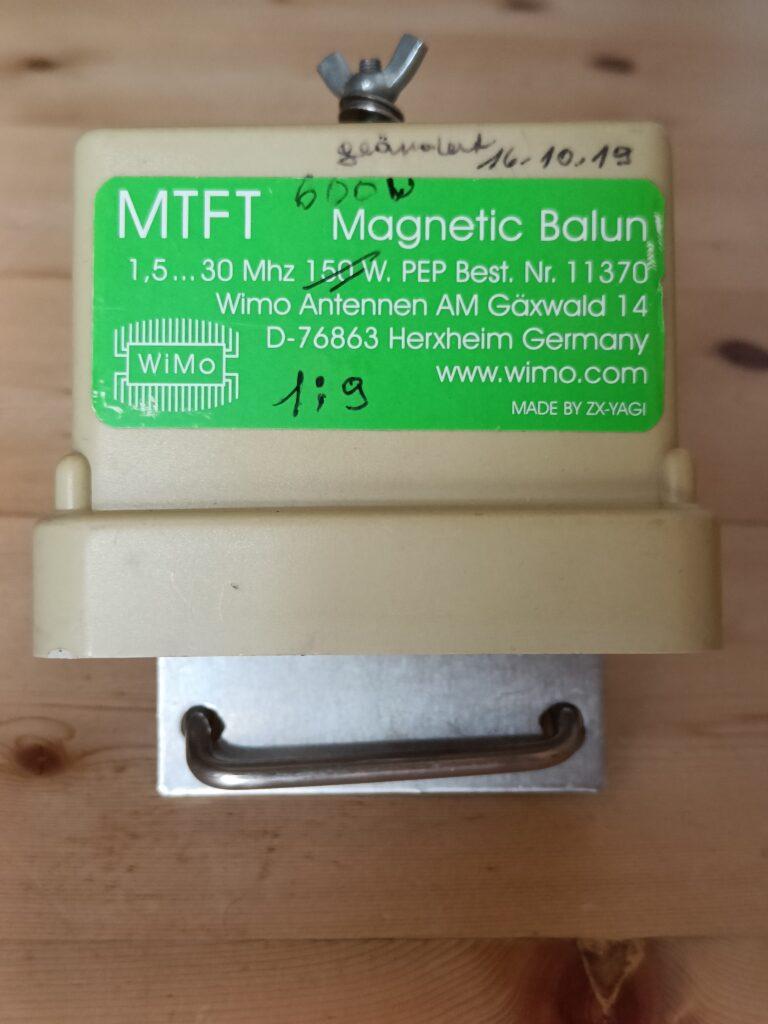 geändert 16.10.19
600W
MTFT Magnetic Balun
1,5...30 Mhz 150 W. PEP Best. Nr. 11370
Wimo Antennen AM Gäxwald 14
D-76863 Herxheim Germany
WiMo
www.wimo.com
1:9
MADE BY ZX-YAGI